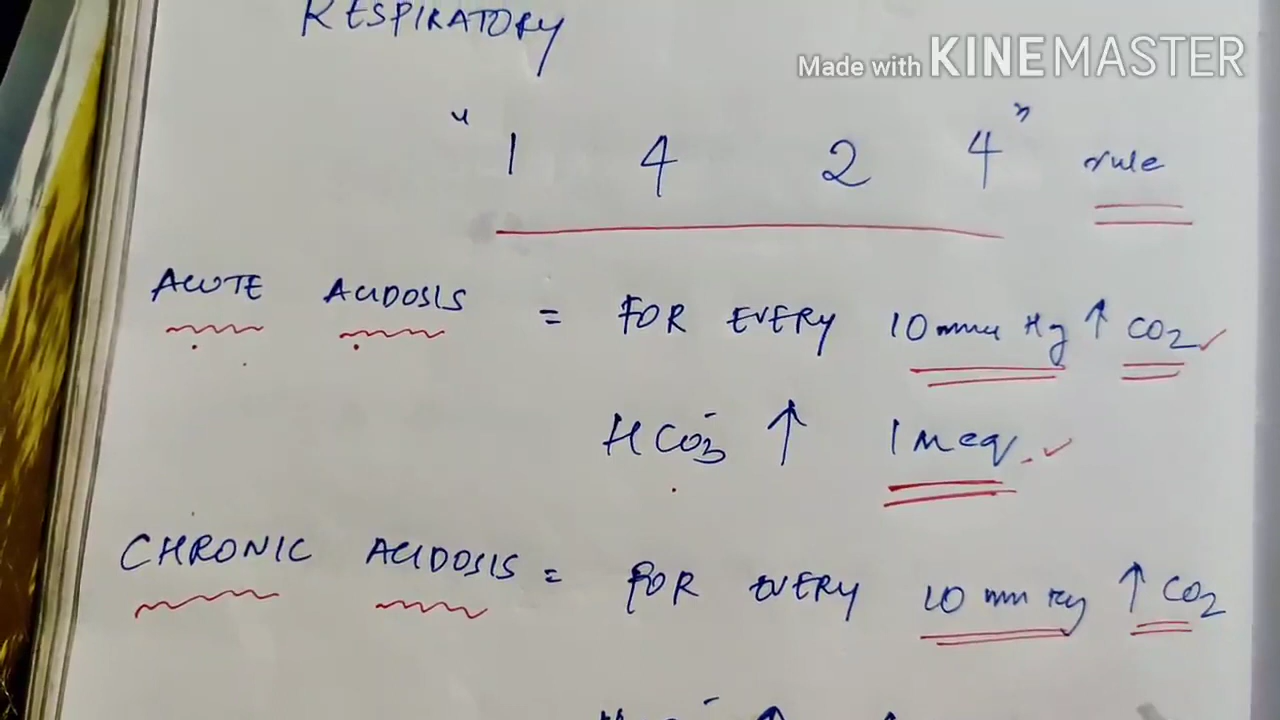 RESPIRATORY
Made with KINEMASTER
"1 4 2 4" rule
ACUTE ACIDOSIS = FOR EVERY 10 mm Hg ↑ CO2 ✓
HCO3⁻ ↑ 1 meq. ✓
CHRONIC ACIDOSIS = FOR EVERY 10 mm Hg ↑ CO2